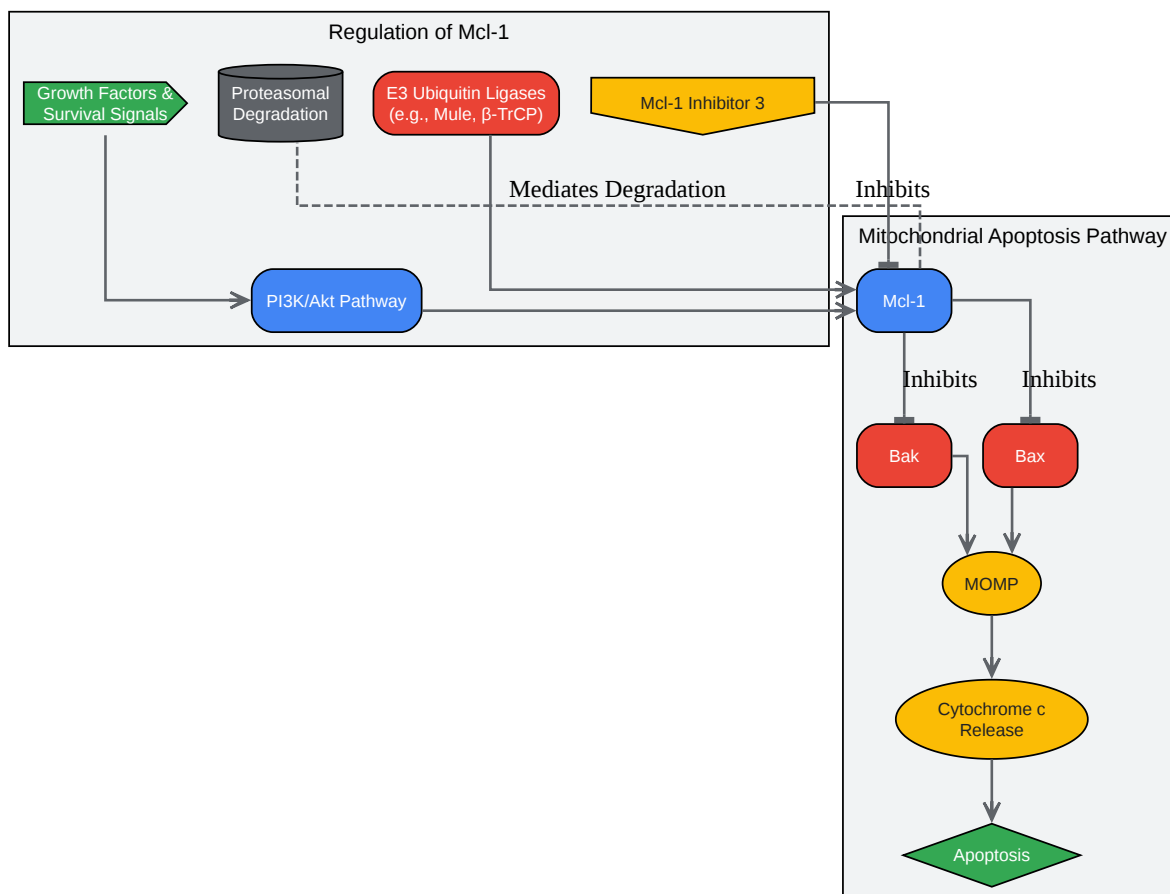 Regulation of Mcl-1
Growth Factors &
Survival Signals
Proteasomal
Degradation
E3 Ubiquitin Ligases
(e.g., Mule, β-TrCP)
Mcl-1 Inhibitor 3
Mediates Degradation
Inhibits
Mitochondrial Apoptosis Pathway
PI3K/Akt Pathway
Mcl-1
Inhibits
Inhibits
Bak
Bax
MOMP
Cytochrome c
Release
Apoptosis